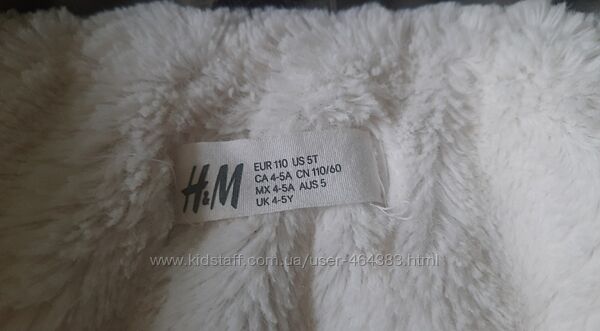 H&M
EUR 110 US 5T
CA 4-5A CN 110/60
MX 4-5A AUS 5
UK 4-5Y
www.kidstaff.com.ua/user-464383.html